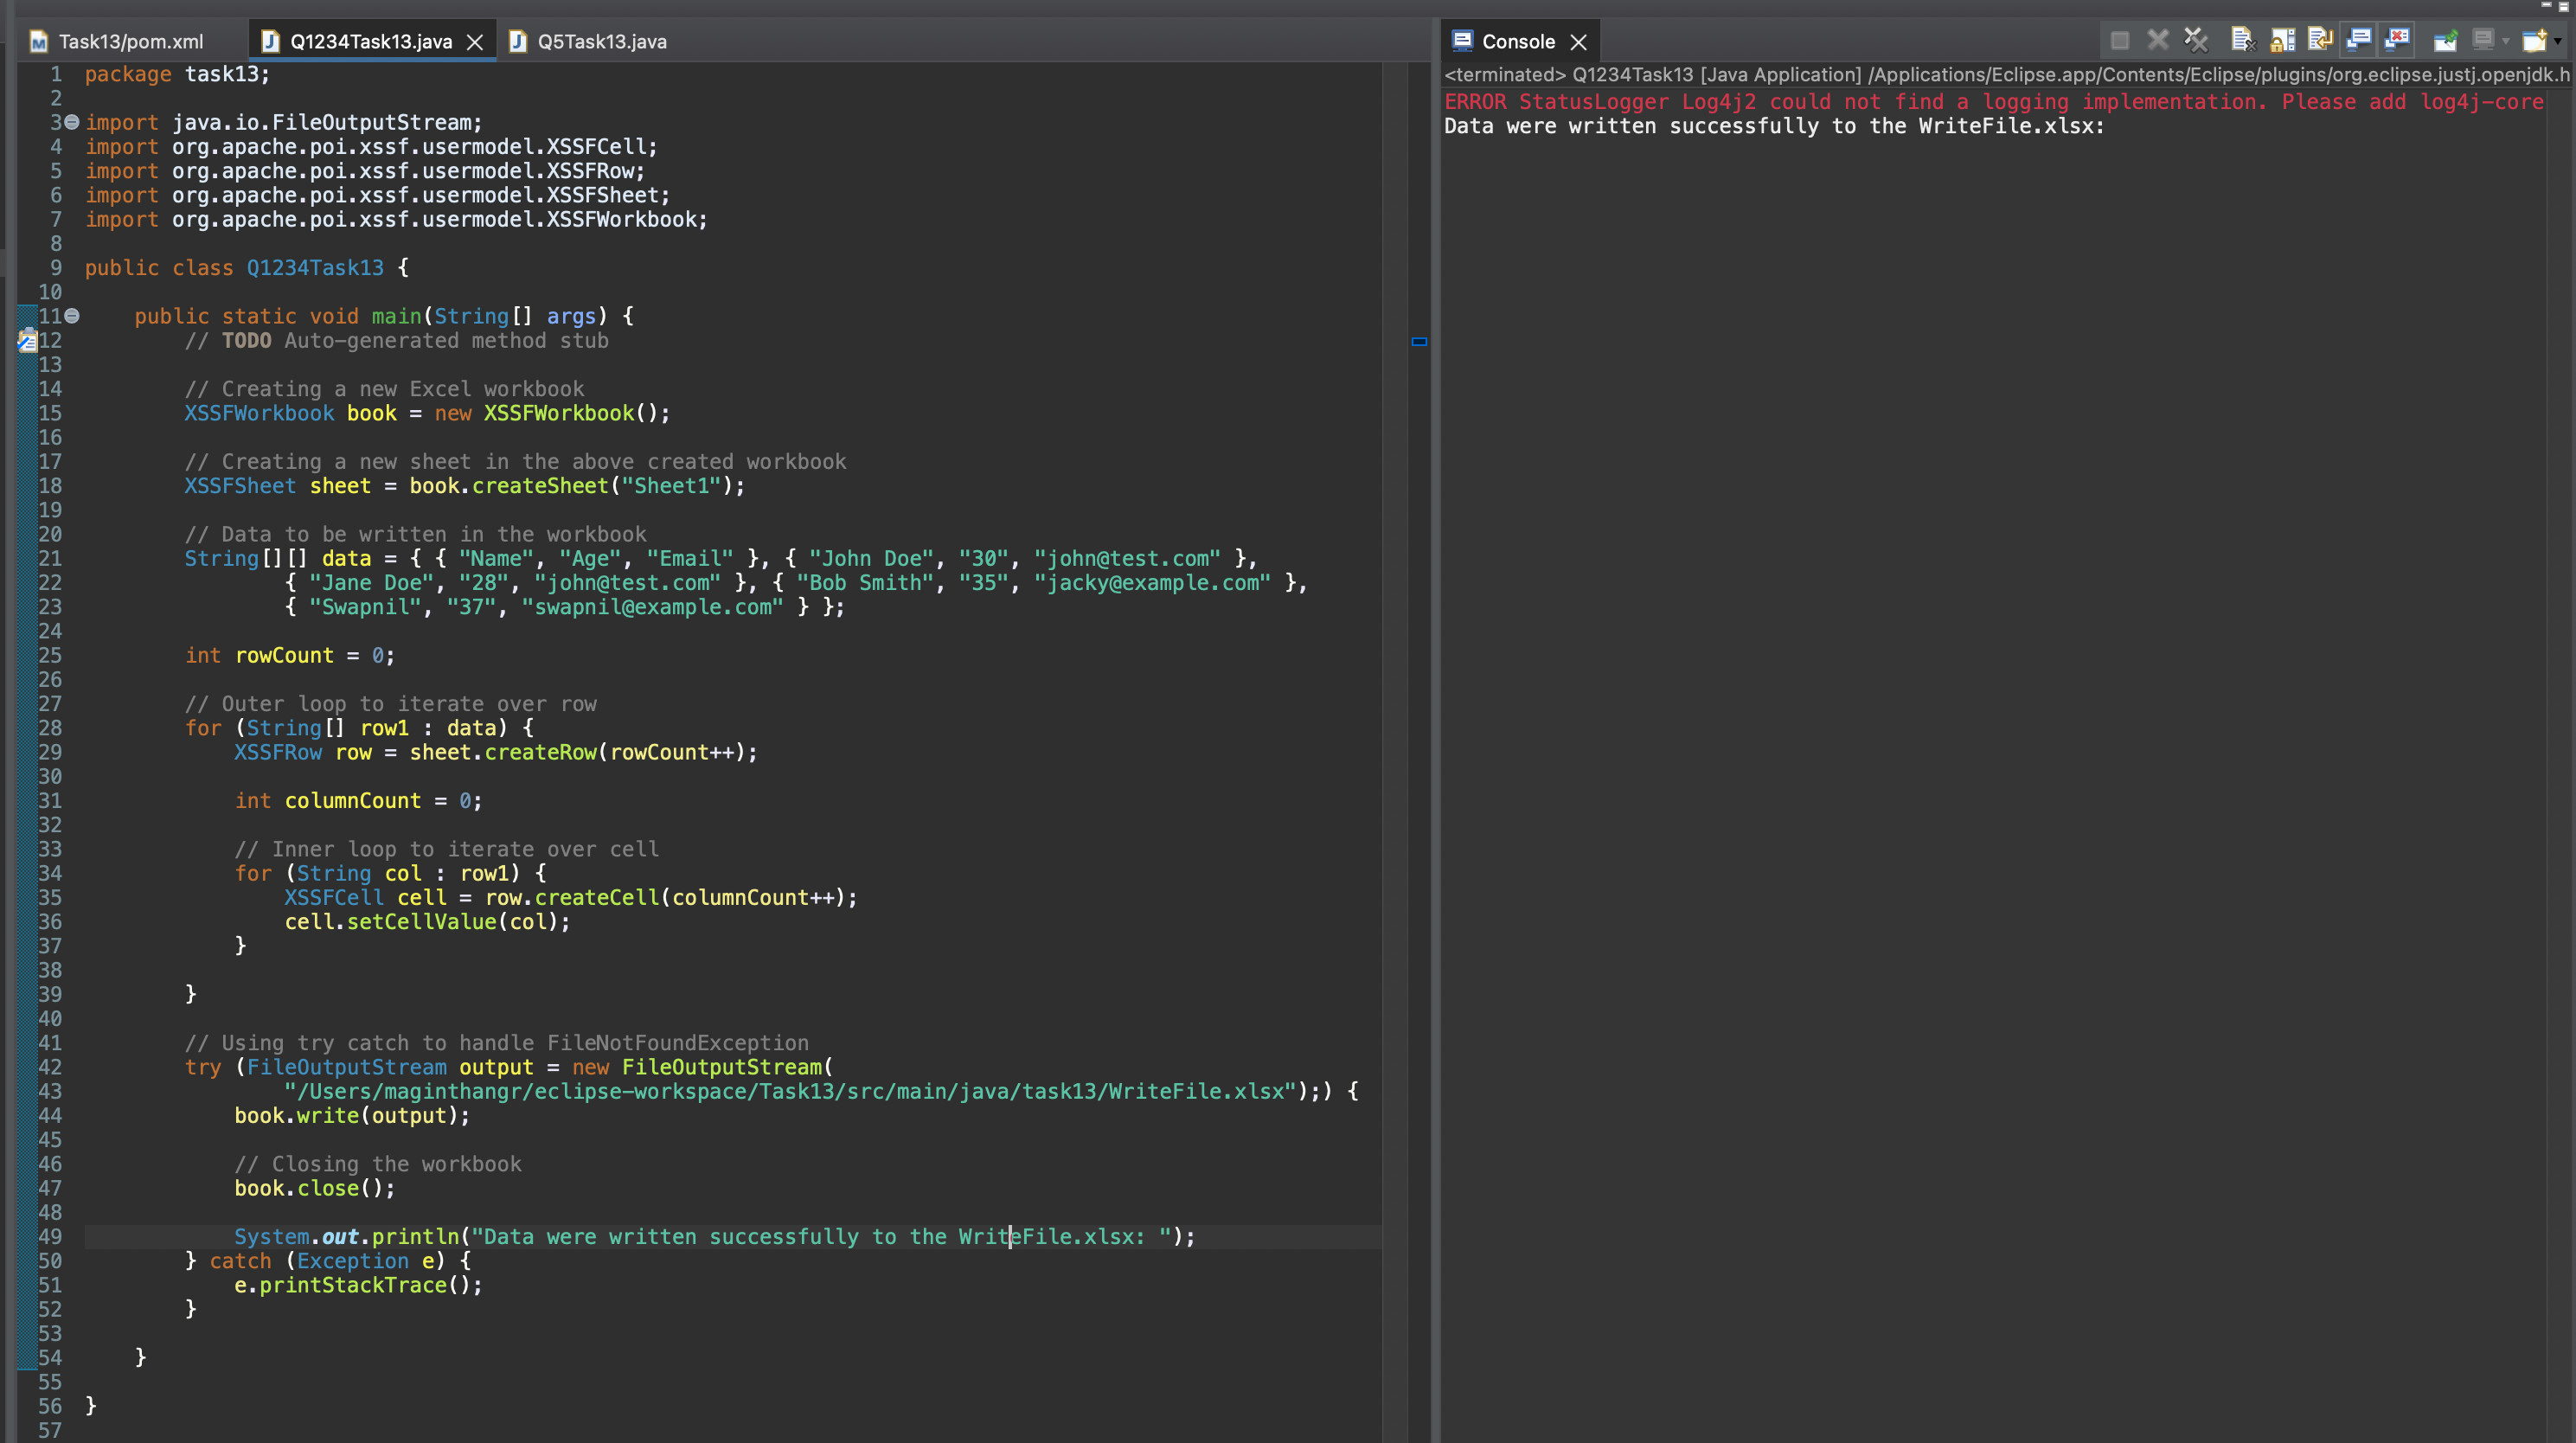 Task13/pom.xml
Q1234Task13.java
Q5Task13.java
1 package task13;
2
3 import java.io.FileOutputStream;
4 import org.apache.poi.xssf.usermodel.XSSFCell;
5 import org.apache.poi.xssf.usermodel.XSSFRow;
6 import org.apache.poi.xssf.usermodel.XSSFSheet;
7 import org.apache.poi.xssf.usermodel.XSSFWorkbook;
8
9 public class Q1234Task13 {
10
11     public static void main(String[] args) {
12         // TODO Auto-generated method stub
13
14         // Creating a new Excel workbook
15         XSSFWorkbook book = new XSSFWorkbook();
16
17         // Creating a new sheet in the above created workbook
18         XSSFSheet sheet = book.createSheet("Sheet1");
19
20         // Data to be written in the workbook
21         String[][] data = { { "Name", "Age", "Email" }, { "John Doe", "30", "john@test.com" },
22                 { "Jane Doe", "28", "john@test.com" }, { "Bob Smith", "35", "jacky@example.com" },
23                 { "Swapnil", "37", "swapnil@example.com" } };
24
25         int rowCount = 0;
26
27         // Outer loop to iterate over row
28         for (String[] row1 : data) {
29             XSSFRow row = sheet.createRow(rowCount++);
30
31             int columnCount = 0;
32
33             // Inner loop to iterate over cell
34             for (String col : row1) {
35                 XSSFCell cell = row.createCell(columnCount++);
36                 cell.setCellValue(col);
37             }
38
39         }
40
41         // Using try catch to handle FileNotFoundException
42         try (FileOutputStream output = new FileOutputStream(
43                 "/Users/maginthangr/eclipse-workspace/Task13/src/main/java/task13/WriteFile.xlsx");) {
44             book.write(output);
45
46             // Closing the workbook
47             book.close();
48
49             System.out.println("Data were written successfully to the WriteFile.xlsx: ");
50         } catch (Exception e) {
51             e.printStackTrace();
52         }
53
54     }
55
56 }
57
Console
<terminated> Q1234Task13 [Java Application] /Applications/Eclipse.app/Contents/Eclipse/plugins/org.eclipse.justj.openjdk.h
ERROR StatusLogger Log4j2 could not find a logging implementation. Please add log4j-core
Data were written successfully to the WriteFile.xlsx: